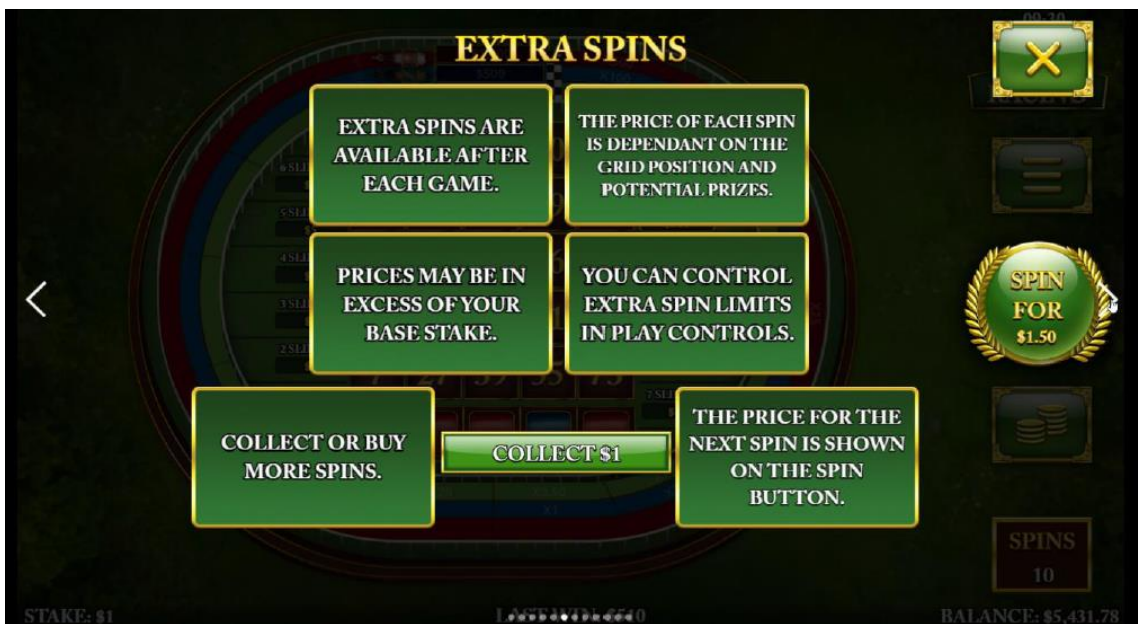 09:30
EXTRA SPINS
EXTRA SPINS ARE
AVAILABLE AFTER
EACH GAME.
THE PRICE OF EACH SPIN
IS DEPENDANT ON THE
GRID POSITION AND
POTENTIAL PRIZES.
PRICES MAY BE IN
EXCESS OF YOUR
BASE STAKE.
YOU CAN CONTROL
EXTRA SPIN LIMITS
IN PLAY CONTROLS.
SPIN
FOR
$1.50
COLLECT OR BUY
MORE SPINS.
COLLECT $1
THE PRICE FOR THE
NEXT SPIN IS SHOWN
ON THE SPIN
BUTTON.
SPINS
10
STAKE: $1
BALANCE: $5,431.78